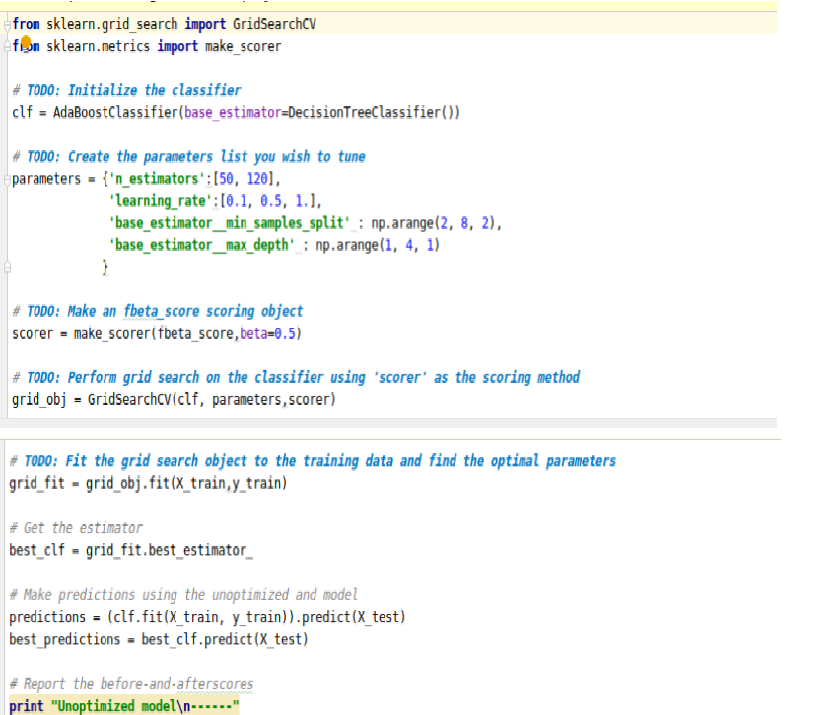 from sklearn.grid_search import GridSearchCV
from sklearn.metrics import make_scorer
# TODO: Initialize the classifier
clf = AdaBoostClassifier(base_estimator=DecisionTreeClassifier())
# TODO: Create the parameters list you wish to tune
parameters = {'n_estimators':[50, 120],
'learning_rate':[0.1, 0.5, 1.],
'base_estimator__min_samples_split' : np.arange(2, 8, 2),
'base_estimator__max_depth' : np.arange(1, 4, 1)
}
# TODO: Make an fbeta_score scoring object
scorer = make_scorer(fbeta_score,beta=0.5)
# TODO: Perform grid search on the classifier using 'scorer' as the scoring method
grid_obj = GridSearchCV(clf, parameters,scorer)
# TODO: Fit the grid search object to the training data and find the optimal parameters
grid_fit = grid_obj.fit(X_train,y_train)
# Get the estimator
best_clf = grid_fit.best_estimator_
# Make predictions using the unoptimized and model
predictions = (clf.fit(X_train, y_train)).predict(X_test)
best_predictions = best_clf.predict(X_test)
# Report the before-and-afterscores
print "Unoptimized model\n------"